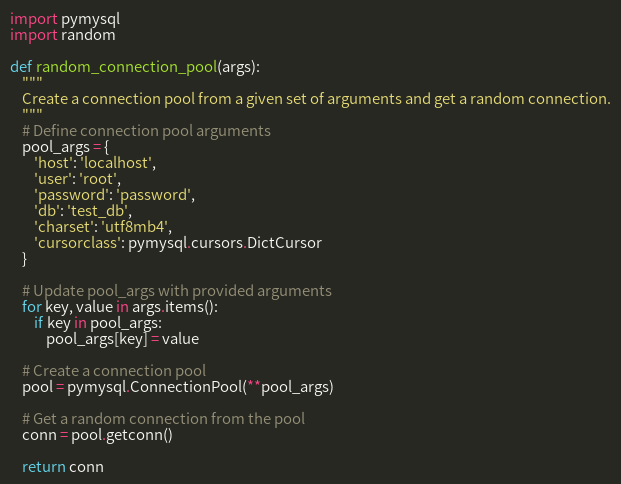 import pymysql
import random

def random_connection_pool(args):
    """
    Create a connection pool from a given set of arguments and get a random connection.
    """
    # Define connection pool arguments
    pool_args = {
        'host': 'localhost',
        'user': 'root',
        'password': 'password',
        'db': 'test_db',
        'charset': 'utf8mb4',
        'cursorclass': pymysql.cursors.DictCursor
    }

    # Update pool_args with provided arguments
    for key, value in args.items():
        if key in pool_args:
            pool_args[key] = value

    # Create a connection pool
    pool = pymysql.ConnectionPool(**pool_args)

    # Get a random connection from the pool
    conn = pool.getconn()

    return conn